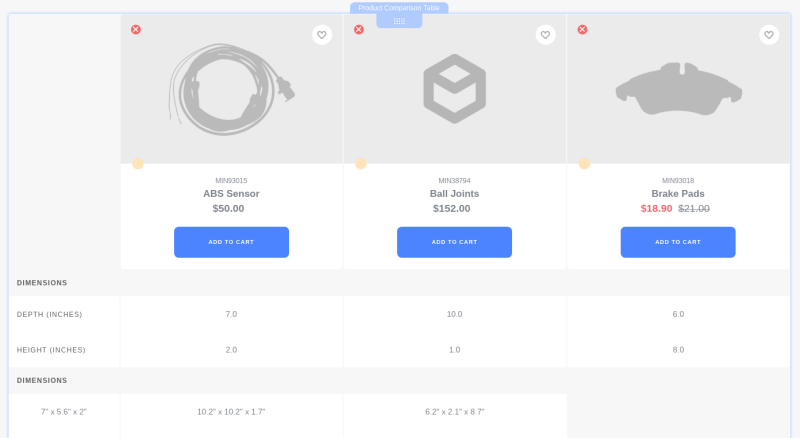 Product Comparison Table
MIN93015 MIN38794 MIN93018
ABS Sensor Ball Joints Brake Pads
$50.00 $152.00 $18.90 $21.00
ADD TO CART ADD TO CART ADD TO CART
DIMENSIONS
DEPTH (INCHES) 7.0 10.0 6.0
HEIGHT (INCHES) 2.0 1.0 8.0
DIMENSIONS
7" x 5.6" x 2" 10.2" x 10.2" x 1.7" 6.2" x 2.1" x 8.7"